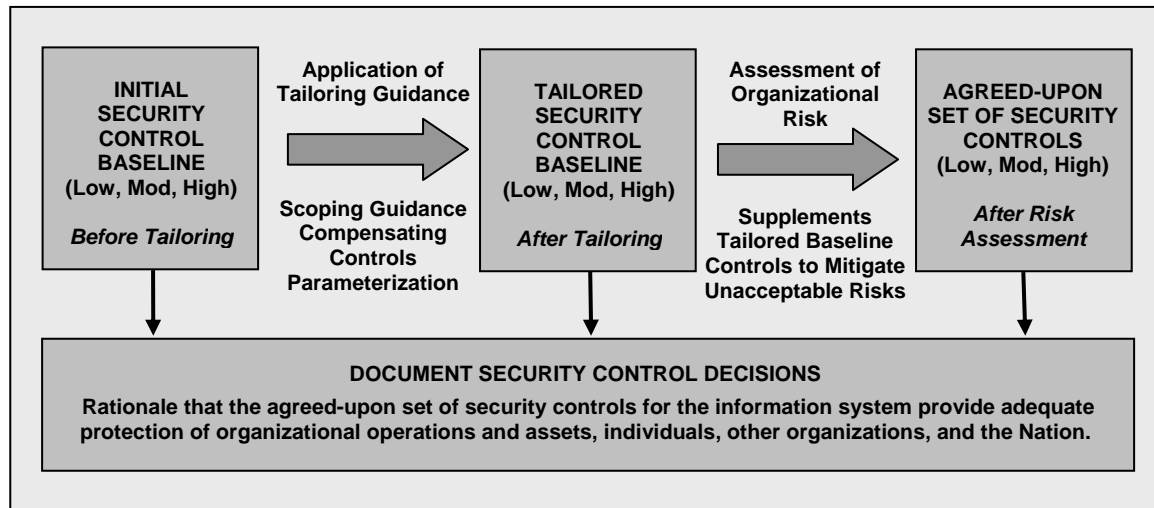 INITIAL
SECURITY
CONTROL
BASELINE
(Low, Mod, High)
Before Tailoring
Application of
Tailoring Guidance
Scoping Guidance
Compensating
Controls
Parameterization
TAILORED
SECURITY
CONTROL
BASELINE
(Low, Mod, High)
After Tailoring
Assessment of
Organizational
Risk
Supplements
Tailored Baseline
Controls to Mitigate
Unacceptable Risks
AGREED-UPON
SET OF SECURITY
CONTROLS
(Low, Mod, High)
After Risk
Assessment
DOCUMENT SECURITY CONTROL DECISIONS
Rationale that the agreed-upon set of security controls for the information system provide adequate
protection of organizational operations and assets, individuals, other organizations, and the Nation.